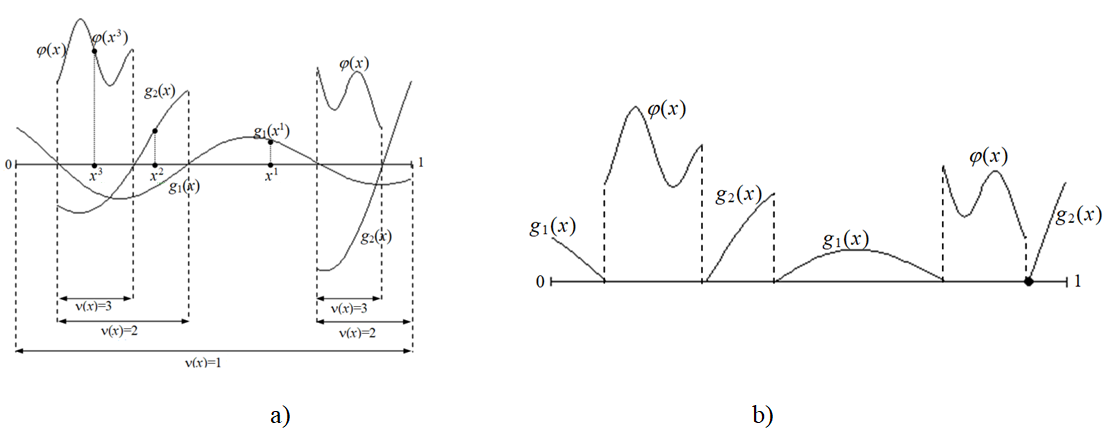 φ(x)
φ(x³)
g₂(x)
φ(x)
g₁(x¹)
0
x³
x²
g₁(x)
x¹
1
g₂(x)
ν(x)=3
ν(x)=2
ν(x)=3
ν(x)=2
ν(x)=1
a)
φ(x)
φ(x)
g₂(x)
g₁(x)
g₁(x)
g₂(x)
0
1
b)